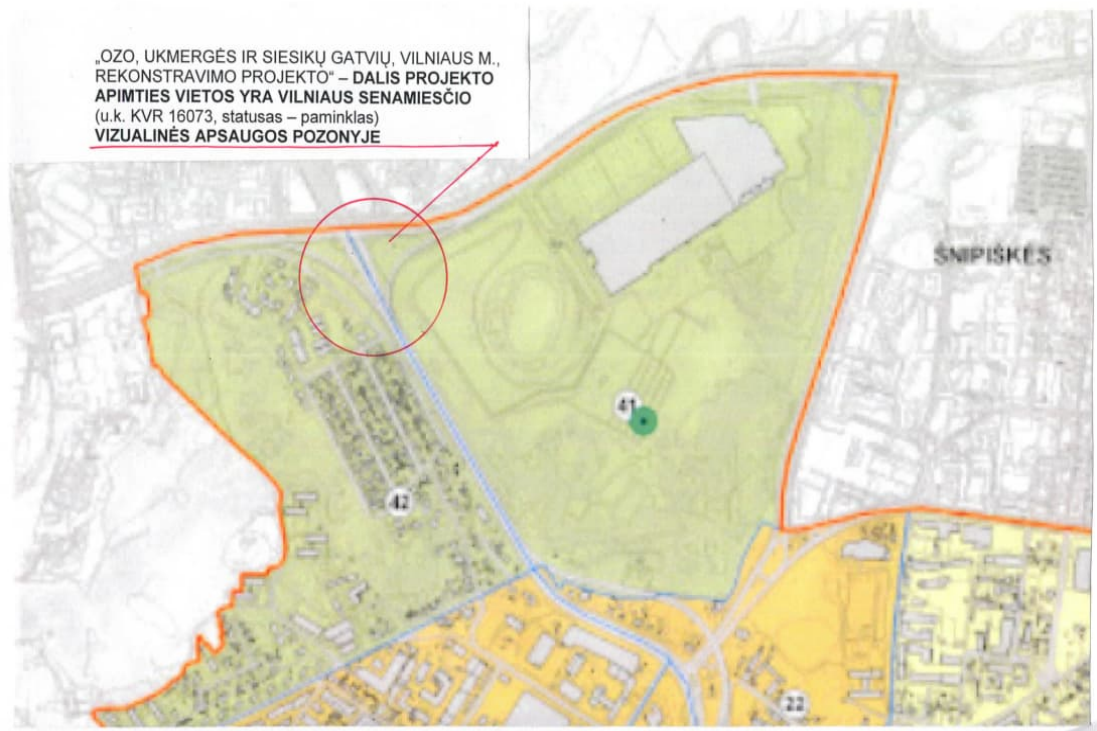 „OZO, UKMERGĖS IR SIESIKŲ GATVIŲ, VILNIAUS M.,
REKONSTRAVIMO PROJEKTO“ – DALIS PROJEKTO
APIMTIES VIETOS YRA VILNIAUS SENAMIESČIO
(u.k. KVR 16073, statusas – paminklas)
VIZUALINĖS APSAUGOS POZONYJE
ŠNIPIŠKĖS
41
42
22